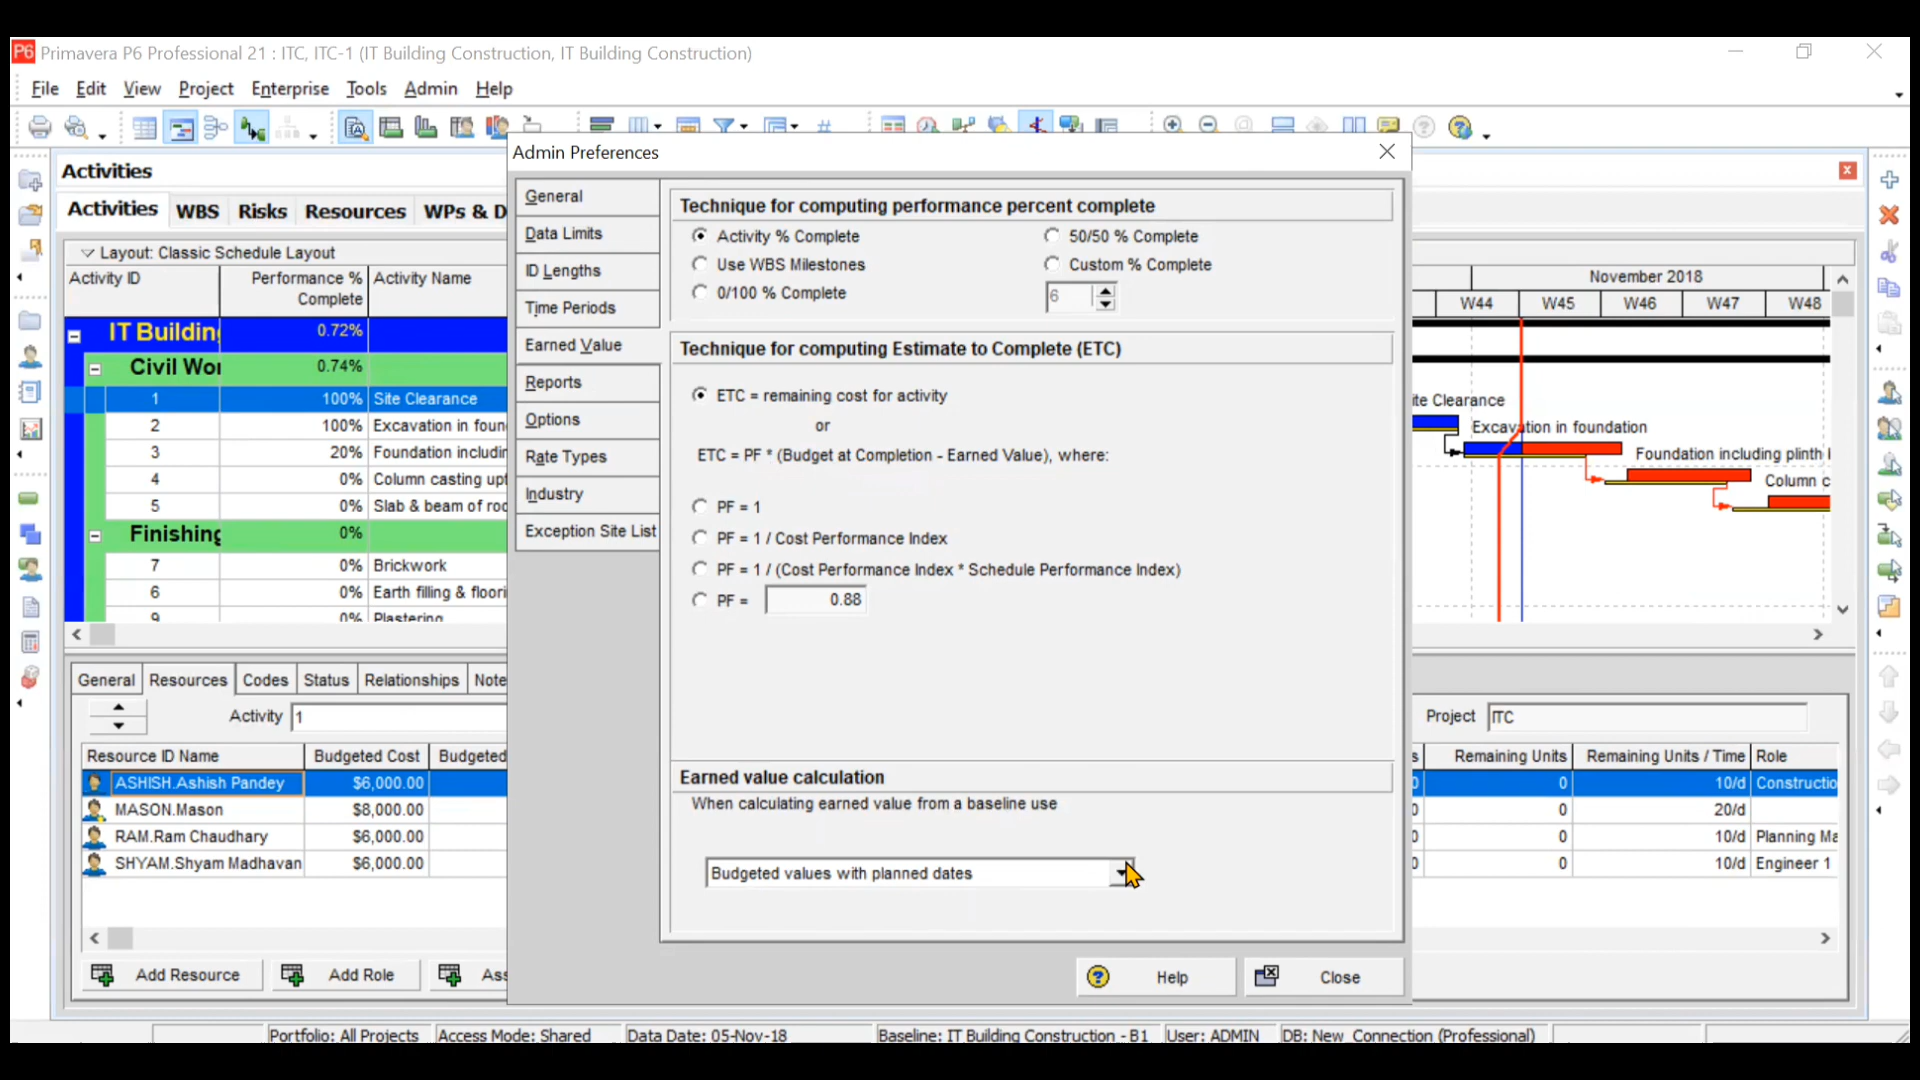 P6 Primavera P6 Professional 21 : ITC, ITC-1 (IT Building Construction, IT Building Construction)
File Edit View Project Enterprise Tools Admin Help
Activities
Activities WBS Risks Resources WPs & D
Layout: Classic Schedule Layout
Activity ID Performance % Complete Activity Name
IT Building 0.72%
Civil Wor 0.74%
1 100% Site Clearance
2 100% Excavation in foun
3 20% Foundation includin
4 0% Column casting upt
5 0% Slab & beam of roo
Finishing 0%
7 0% Brickwork
6 0% Earth filling & floori
9 0% Plastering
Admin Preferences
General
Data Limits
ID Lengths
Time Periods
Earned Value
Reports
Options
Rate Types
Industry
Exception Site List
Technique for computing performance percent complete
Activity % Complete 50/50 % Complete
Use WBS Milestones Custom % Complete
0/100 % Complete 6
Technique for computing Estimate to Complete (ETC)
ETC = remaining cost for activity
or
ETC = PF * (Budget at Completion - Earned Value), where:
PF = 1
PF = 1 / Cost Performance Index
PF = 1 / (Cost Performance Index * Schedule Performance Index)
PF = 0.88
Earned value calculation
When calculating earned value from a baseline use
Budgeted values with planned dates
Help Close
November 2018
W44 W45 W46 W47 W48
ite Clearance
Excavation in foundation
Foundation including plinth
Column c
General Resources Codes Status Relationships Note
Activity 1
Project ITC
Resource ID Name Budgeted Cost Budgeted
ASHISH.Ashish Pandey $6,000.00
MASON.Mason $8,000.00
RAM.Ram Chaudhary $6,000.00
SHYAM.Shyam Madhavan $6,000.00
s Remaining Units Remaining Units / Time Role
0 0 10/d Constructio
0 0 20/d
0 0 10/d Planning Ma
0 0 10/d Engineer 1
Add Resource Add Role Ass
Portfolio: All Projects Access Mode: Shared Data Date: 05-Nov-18 Baseline: IT Building Construction - B1 User: ADMIN DB: New_Connection (Professional)